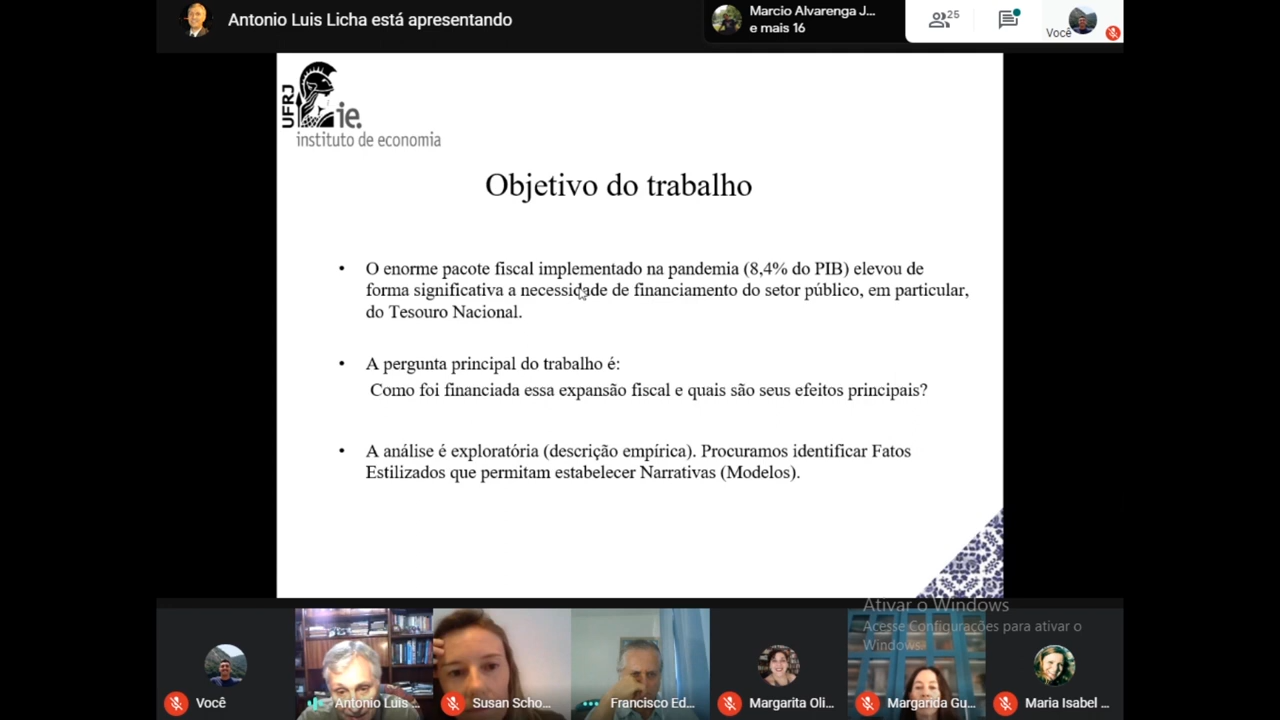 Antonio Luis Licha está apresentando
Marcio Alvarenga J...
e mais 16
25
Você
UFRJ
ie.
instituto de economia
Objetivo do trabalho
• O enorme pacote fiscal implementado na pandemia (8,4% do PIB) elevou de
forma significativa a necessidade de financiamento do setor público, em particular,
do Tesouro Nacional.
• A pergunta principal do trabalho é:
Como foi financiada essa expansão fiscal e quais são seus efeitos principais?
• A análise é exploratória (descrição empírica). Procuramos identificar Fatos
Estilizados que permitam estabelecer Narrativas (Modelos).
Ativar o Windows
Acesse Configurações para ativar o
Windows.
Você
Antonio Luis ...
Susan Scho...
Francisco Ed...
Margarita Oli...
Margarida Gu...
Maria Isabel ...